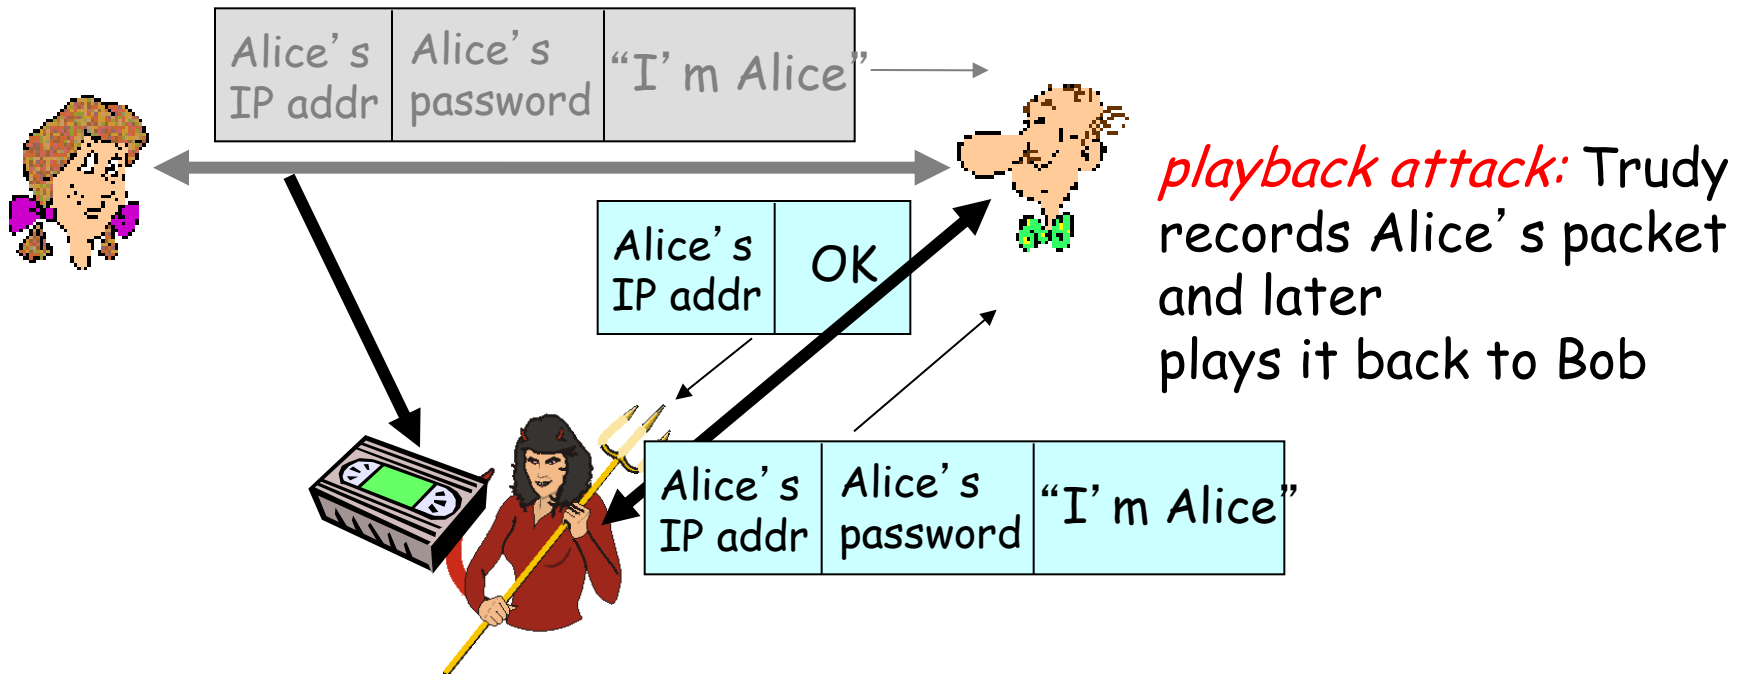 Alice’s
IP addr
Alice’s
password
“I’m Alice”
playback attack: Trudy
records Alice’s packet
and later
plays it back to Bob
Alice’s
IP addr
OK
Alice’s
IP addr
Alice’s
password
“I’m Alice”